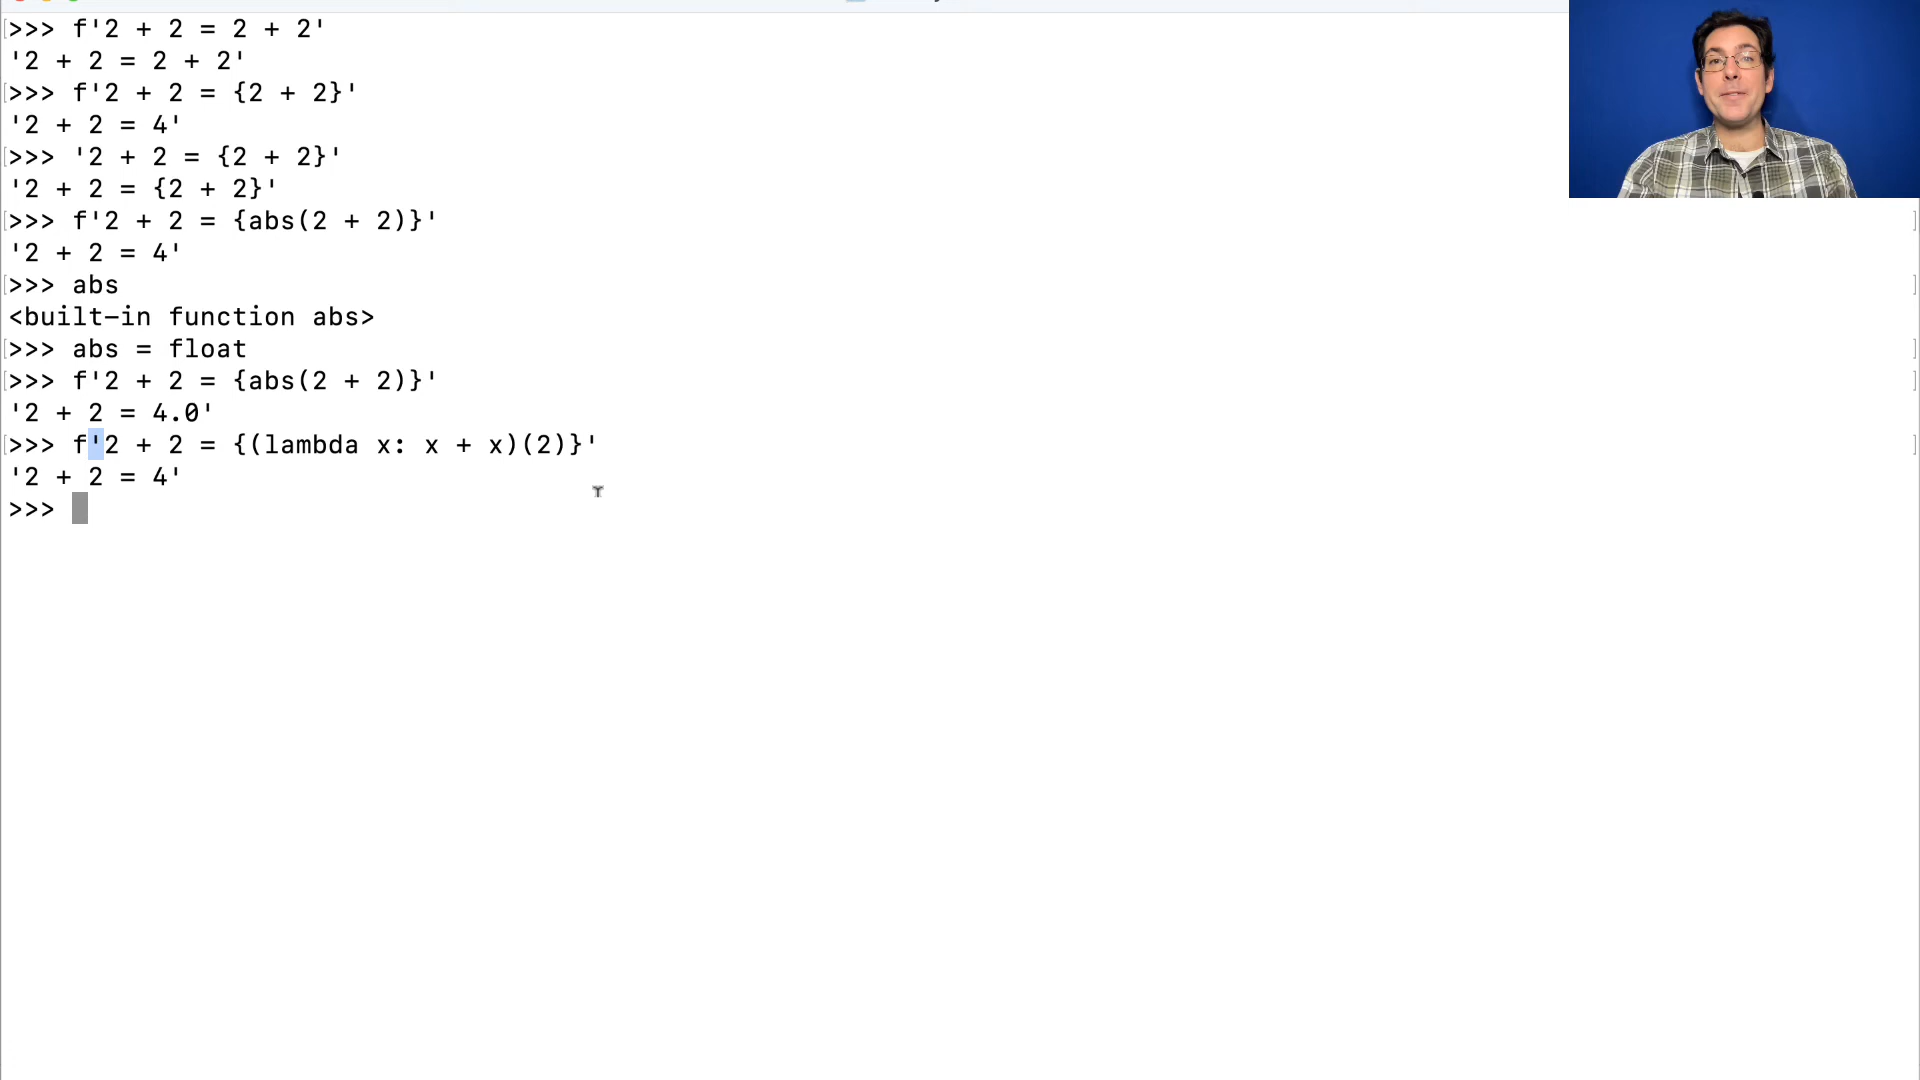 >>> f'2 + 2 = 2 + 2'
'2 + 2 = 2 + 2'
>>> f'2 + 2 = {2 + 2}'
'2 + 2 = 4'
>>> '2 + 2 = {2 + 2}'
'2 + 2 = {2 + 2}'
>>> f'2 + 2 = {abs(2 + 2)}'
'2 + 2 = 4'
>>> abs
<built-in function abs>
>>> abs = float
>>> f'2 + 2 = {abs(2 + 2)}'
'2 + 2 = 4.0'
>>> f'2 + 2 = {(lambda x: x + x)(2)}'
'2 + 2 = 4'
>>>